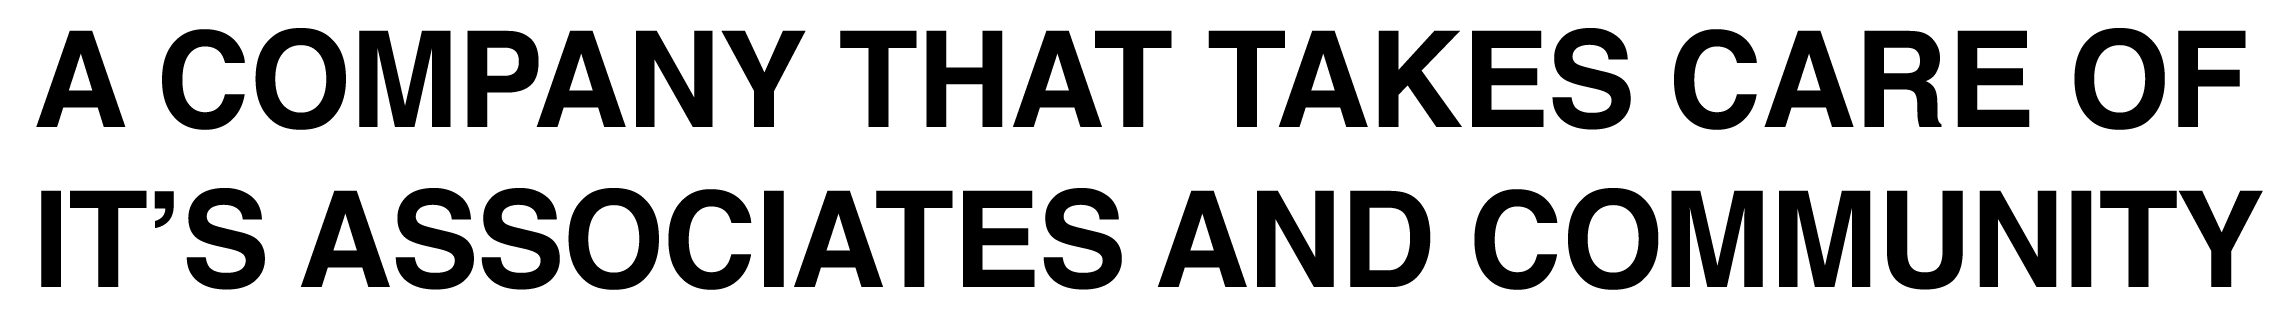 A COMPANY THAT TAKES CARE OF
IT’S ASSOCIATES AND COMMUNITY